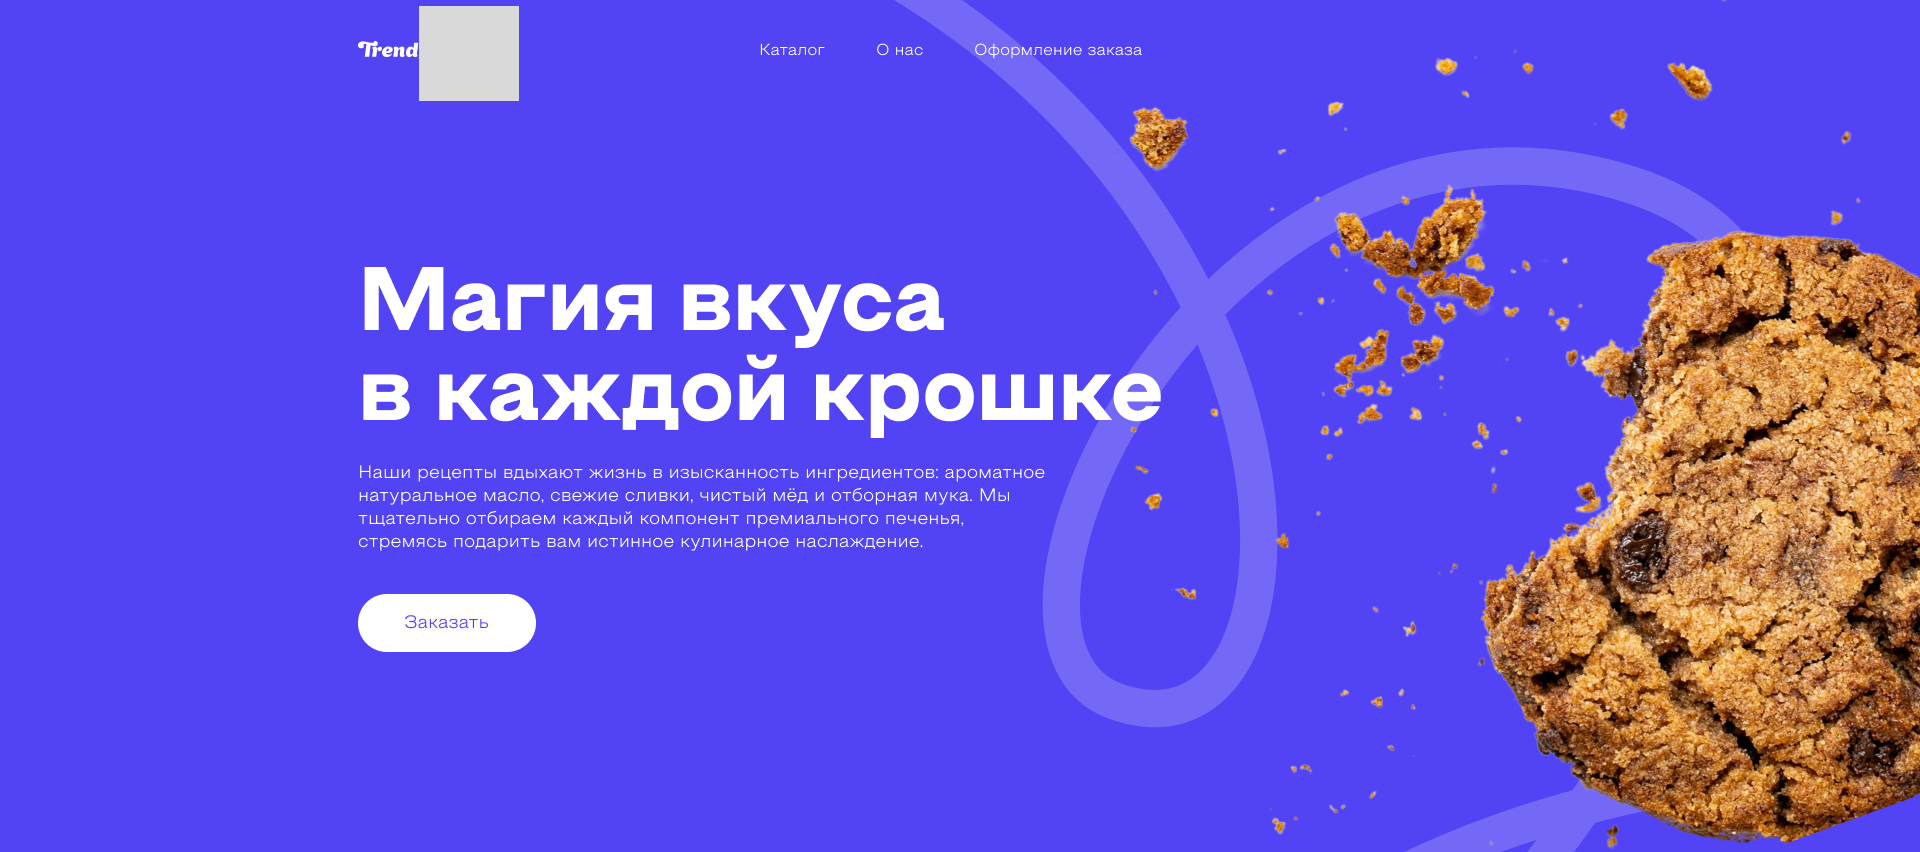 Trend
Каталог
О нас
Оформление заказа
Магия вкуса
в каждой крошке
Наши рецепты вдыхают жизнь в изысканность ингредиентов: ароматное
натуральное масло, свежие сливки, чистый мёд и отборная мука. Мы
тщательно отбираем каждый компонент премиального печенья,
стремясь подарить вам истинное кулинарное наслаждение.
Заказать